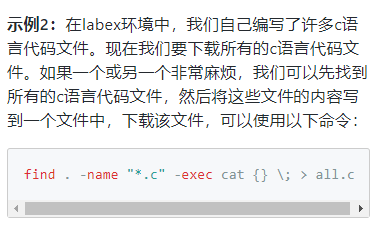 示例2：在labex环境中，我们自己编写了许多c语
言代码文件。现在我们要下载所有的c语言代码文
件。如果一个或另一个非常麻烦，我们可以先找到
所有的c语言代码文件，然后将这些文件的内容写
到一个文件中，下载该文件，可以使用以下命令：
find . -name "*.c" -exec cat {} \; > all.c